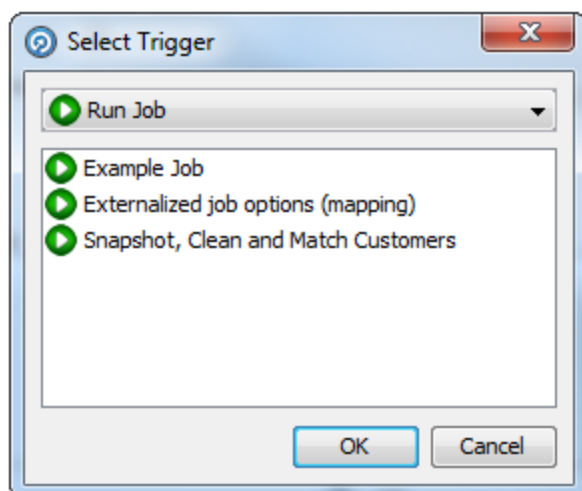 Select Trigger
Run Job
Example Job
Externalized job options (mapping)
Snapshot, Clean and Match Customers
OK
Cancel